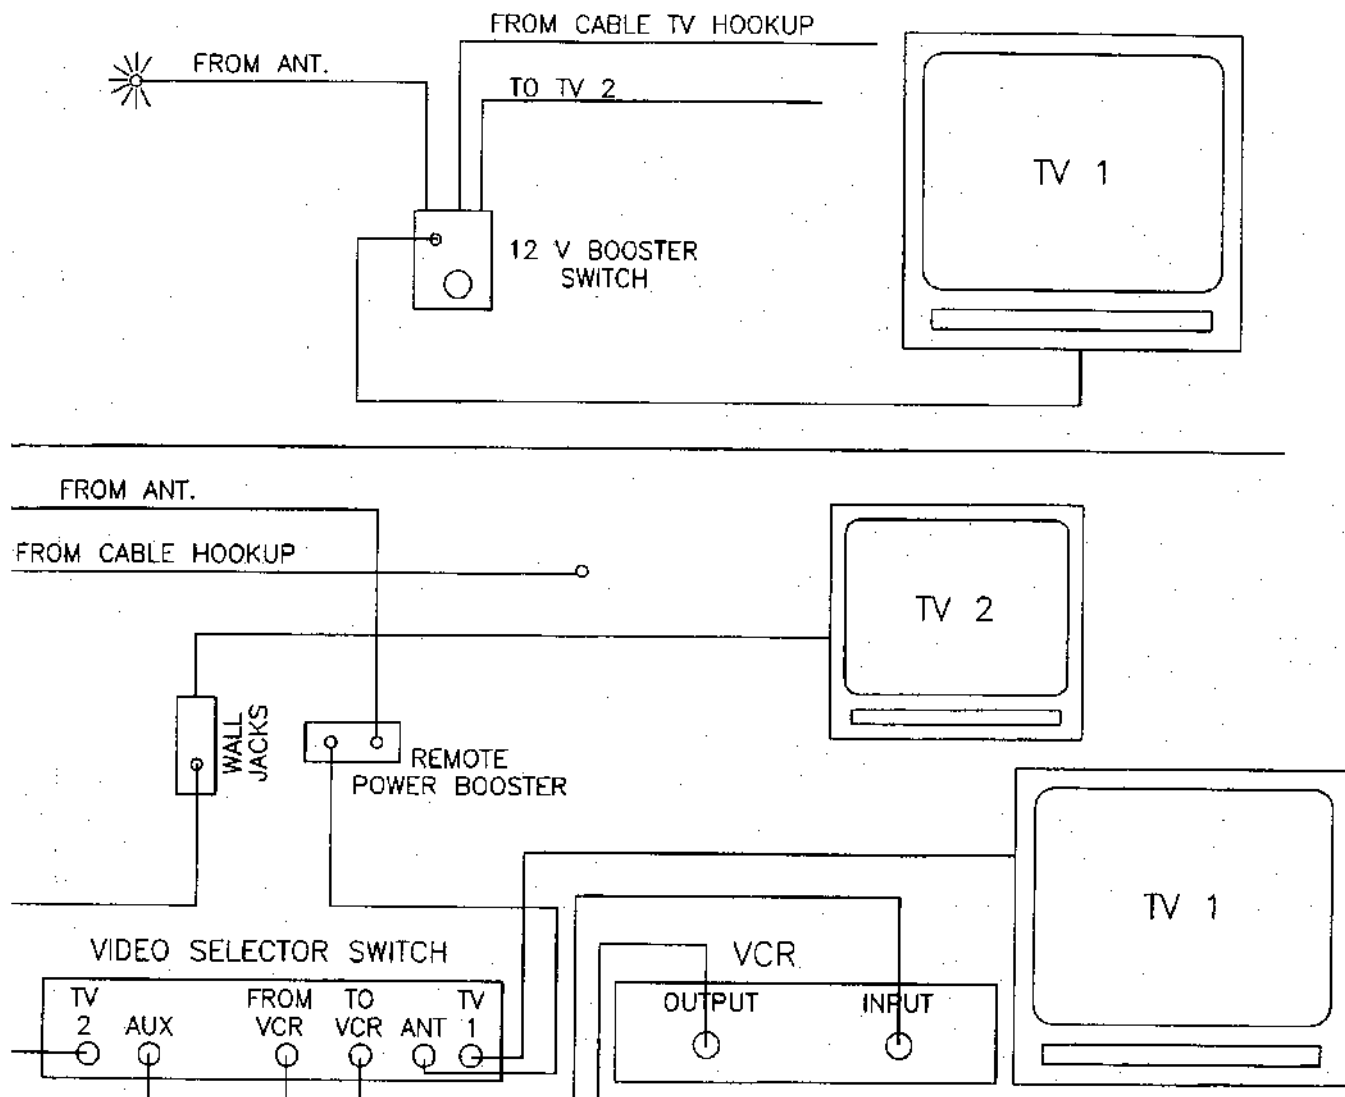 FROM CABLE TV HOOKUP
FROM ANT.
TO TV 2
TV 1
12 V BOOSTER
SWITCH
FROM ANT.
FROM CABLE HOOKUP
TV 2
WALL
JACKS
REMOTE
POWER BOOSTER
TV 1
VIDEO SELECTOR SWITCH
VCR
TV
2
AUX
FROM
VCR
TO
VCR
ANT
TV
1
OUTPUT
INPUT